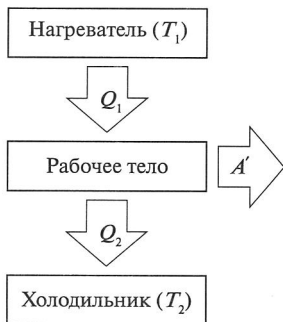 Нагреватель (T₁)
Q₁
Рабочее тело
A′
Q₂
Холодильник (T₂)